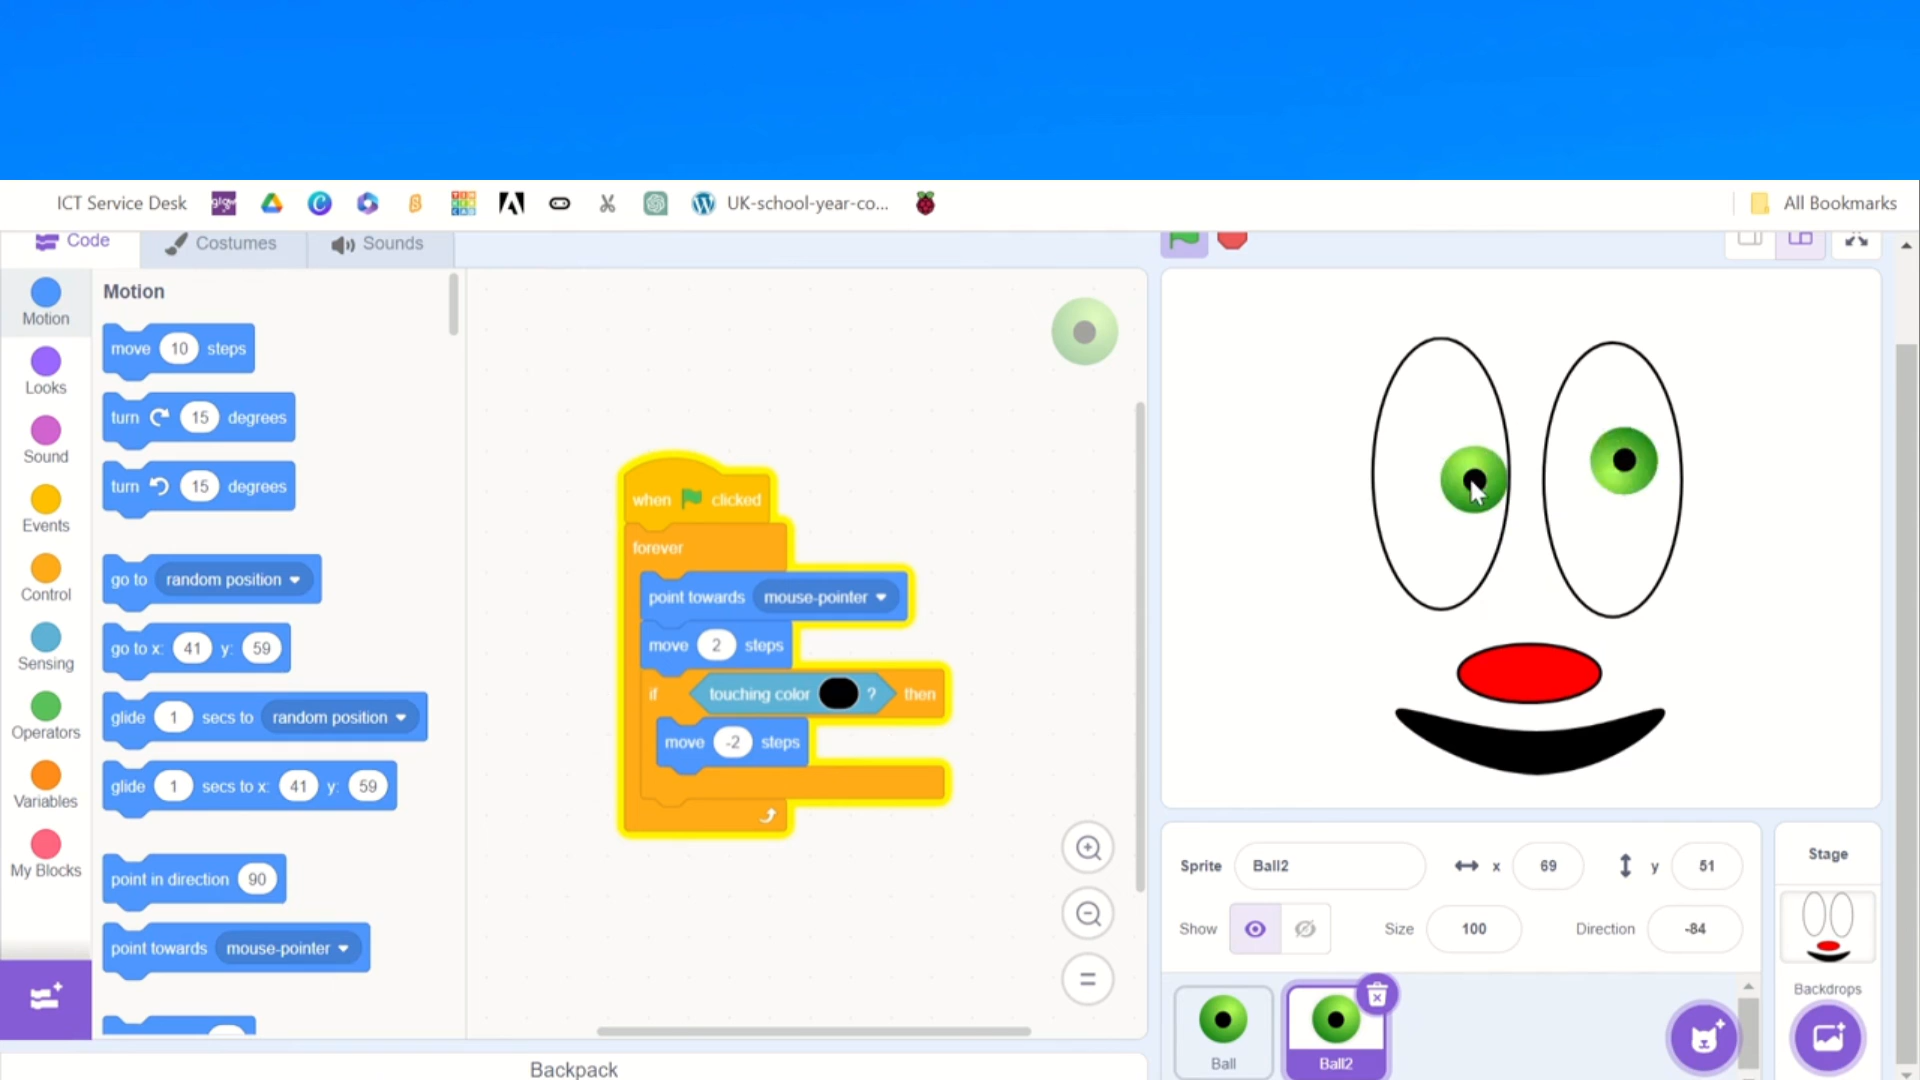 ICT Service Desk
glow
UK-school-year-co...
All Bookmarks
Code
Costumes
Sounds
Motion
Looks
Sound
Events
Control
Sensing
Operators
Variables
My Blocks
Motion
move 10 steps
turn 15 degrees
turn 15 degrees
go to random position
go to x: 41 y: 59
glide 1 secs to random position
glide 1 secs to x: 41 y: 59
point in direction 90
point towards mouse-pointer
when clicked
forever
point towards mouse-pointer
move 2 steps
if touching color ? then
move -2 steps
Backpack
Sprite Ball2 x 69 y 51
Show Size 100 Direction -84
Ball
Ball2
Stage
Backdrops